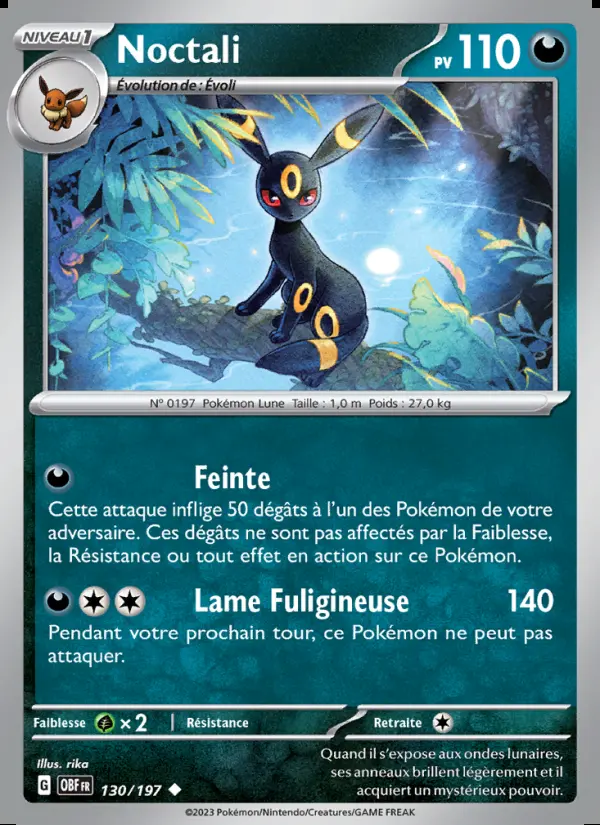 NIVEAU 1
Noctali
PV 110
Évolution de : Évoli
N° 0197 Pokémon Lune Taille : 1,0 m Poids : 27,0 kg
Feinte
Cette attaque inflige 50 dégâts à l'un des Pokémon de votre
adversaire. Ces dégâts ne sont pas affectés par la Faiblesse,
la Résistance ou tout effet en action sur ce Pokémon.
Lame Fuligineuse 140
Pendant votre prochain tour, ce Pokémon ne peut pas
attaquer.
Faiblesse ×2 Résistance Retraite
Illus. rika
G OBF FR 130/197
Quand il s'expose aux ondes lunaires,
ses anneaux brillent légèrement et il
acquiert un mystérieux pouvoir.
©2023 Pokémon/Nintendo/Creatures/GAME FREAK